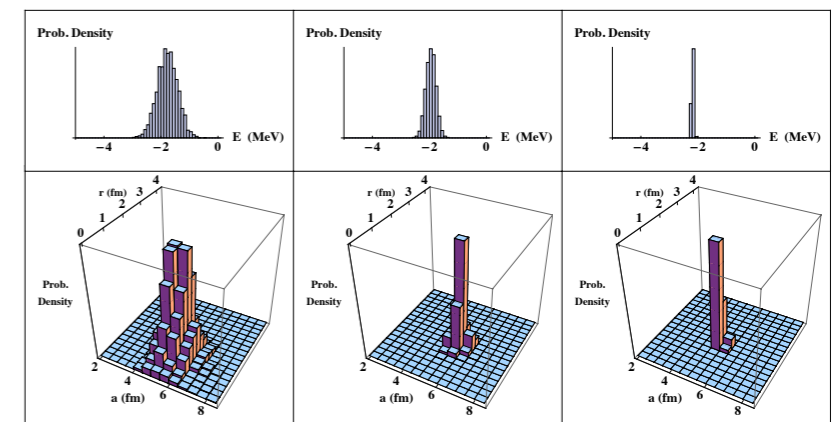 Prob. Density
E (MeV)
−4 −2 0
Prob. Density
E (MeV)
−4 −2 0
Prob. Density
E (MeV)
−4 −2 0
r (fm)
0 1 2 3 4
Prob.
Density
2 4 6 8
a (fm)
r (fm)
0 1 2 3 4
Prob.
Density
2 4 6 8
a (fm)
r (fm)
0 1 2 3 4
Prob.
Density
2 4 6 8
a (fm)